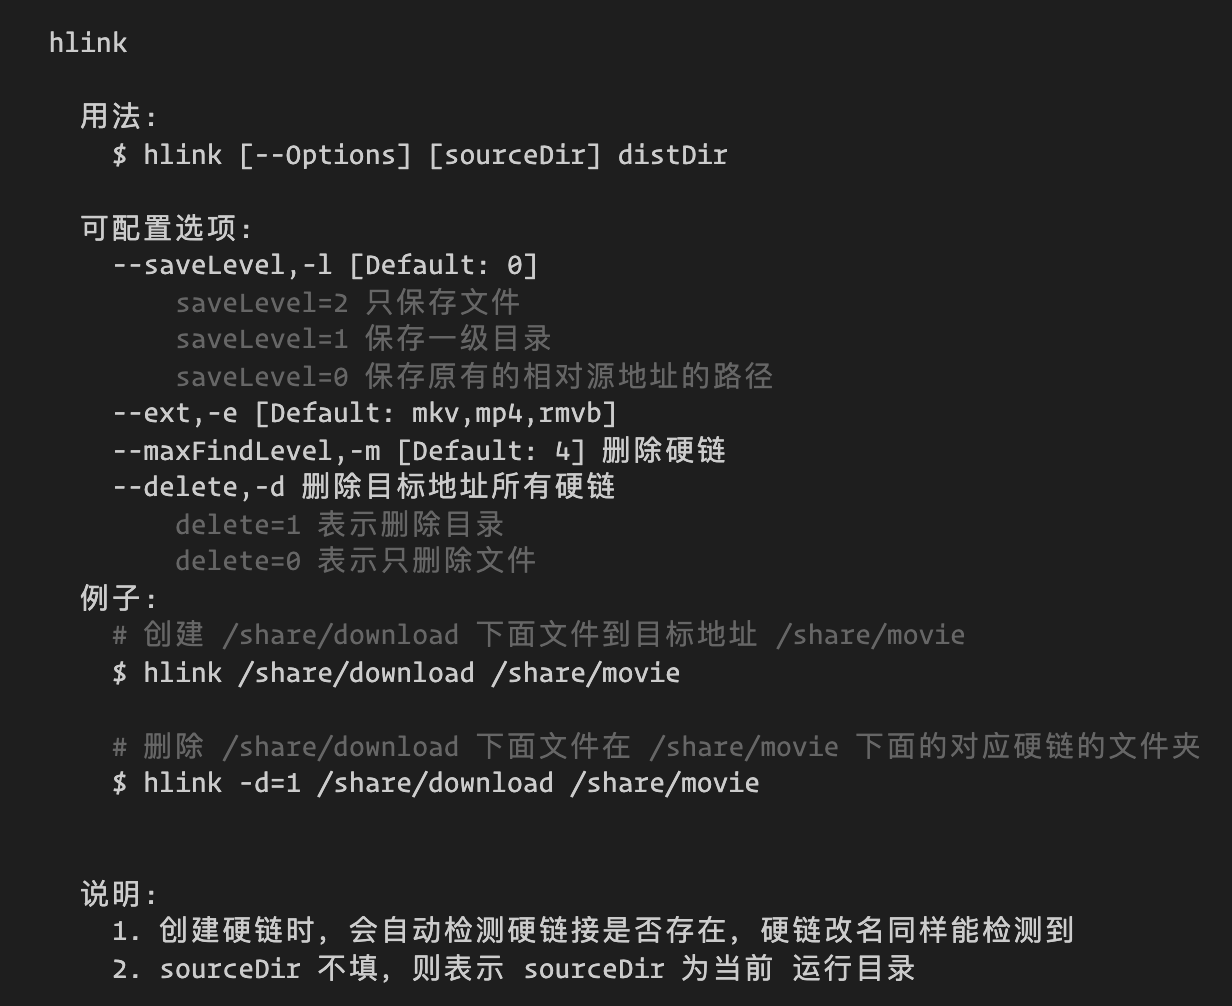 hlink
用法:
$ hlink [--Options] [sourceDir] distDir
可配置选项:
--saveLevel,-l [Default: 0]
saveLevel=2 只保存文件
saveLevel=1 保存一级目录
saveLevel=0 保存原有的相对源地址的路径
--ext,-e [Default: mkv,mp4,rmvb]
--maxFindLevel,-m [Default: 4] 删除硬链
--delete,-d 删除目标地址所有硬链
delete=1 表示删除目录
delete=0 表示只删除文件
例子:
# 创建 /share/download 下面文件到目标地址 /share/movie
$ hlink /share/download /share/movie
# 删除 /share/download 下面文件在 /share/movie 下面的对应硬链的文件夹
$ hlink -d=1 /share/download /share/movie
说明:
1. 创建硬链时, 会自动检测硬链接是否存在, 硬链改名同样能检测到
2. sourceDir 不填, 则表示 sourceDir 为当前 运行目录